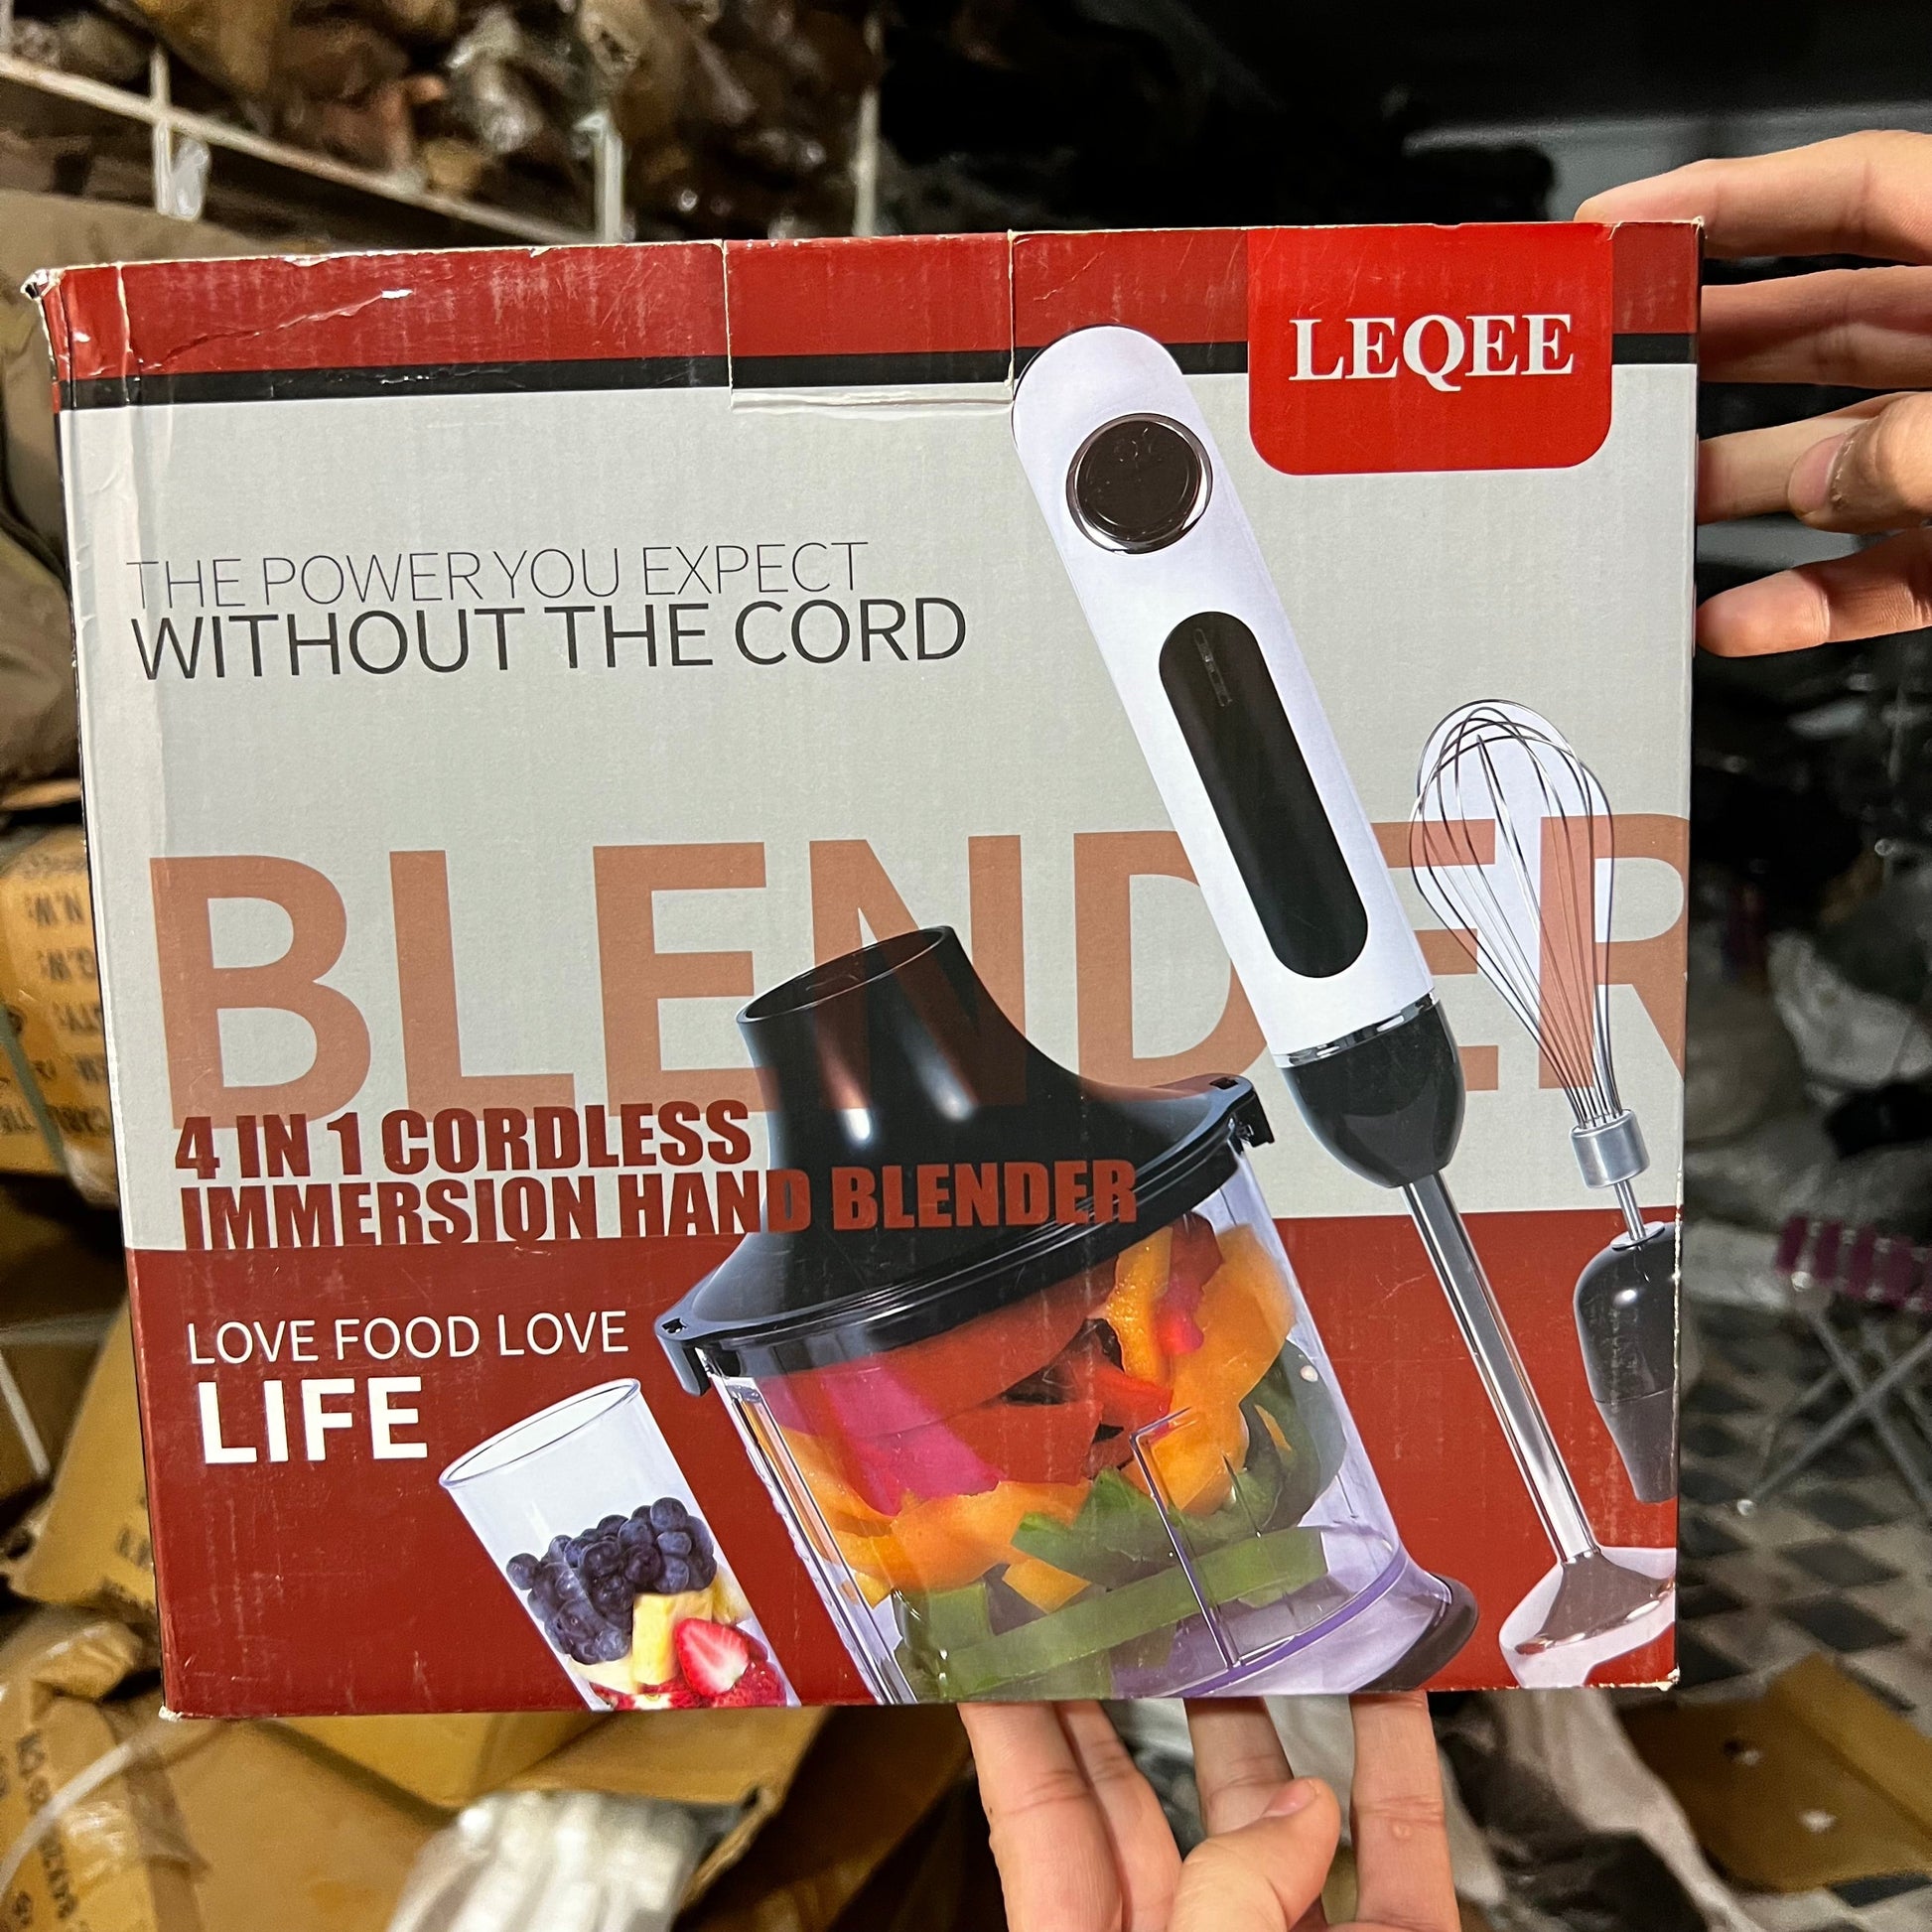 LEQEE
THE POWER YOU EXPECT
WITHOUT THE CORD
BLENDER
4 IN 1 CORDLESS
IMMERSION HAND BLENDER
LOVE FOOD LOVE
LIFE